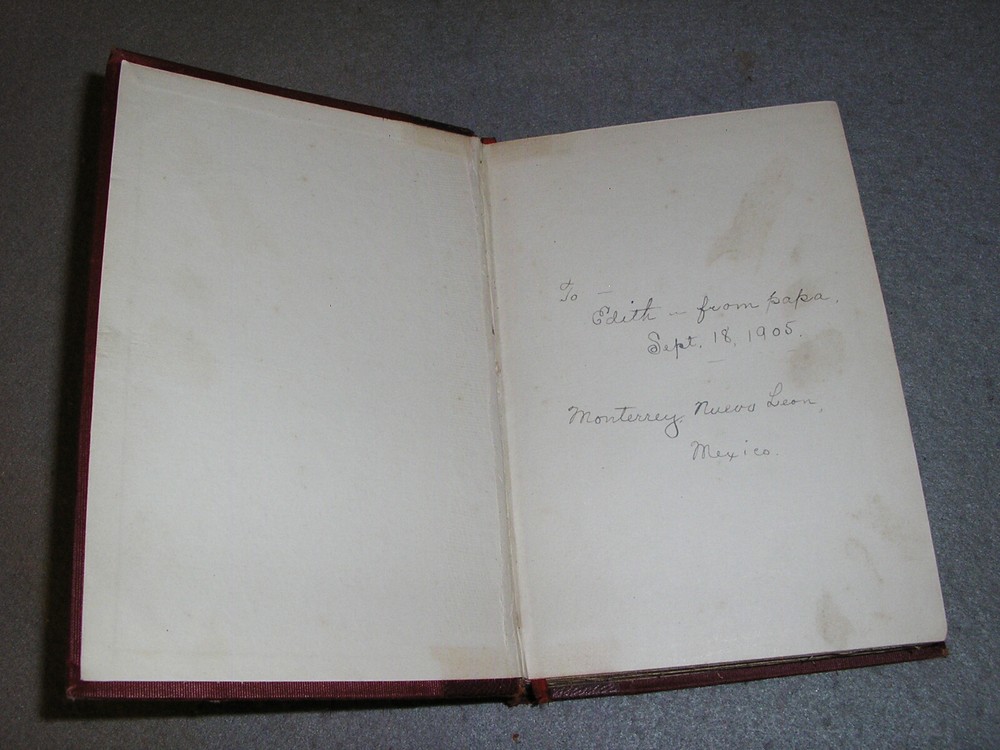 To —
Edith — from papa,
Sept. 18, 1905.
Monterrey, Nuevo Leon,
Mexico.